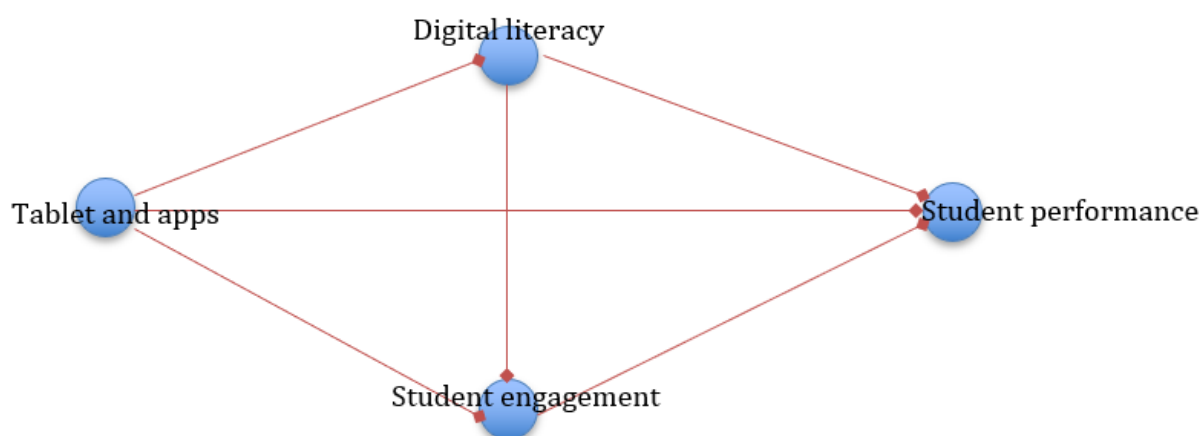 Digital literacy
Tablet and apps
Student performance
Student engagement